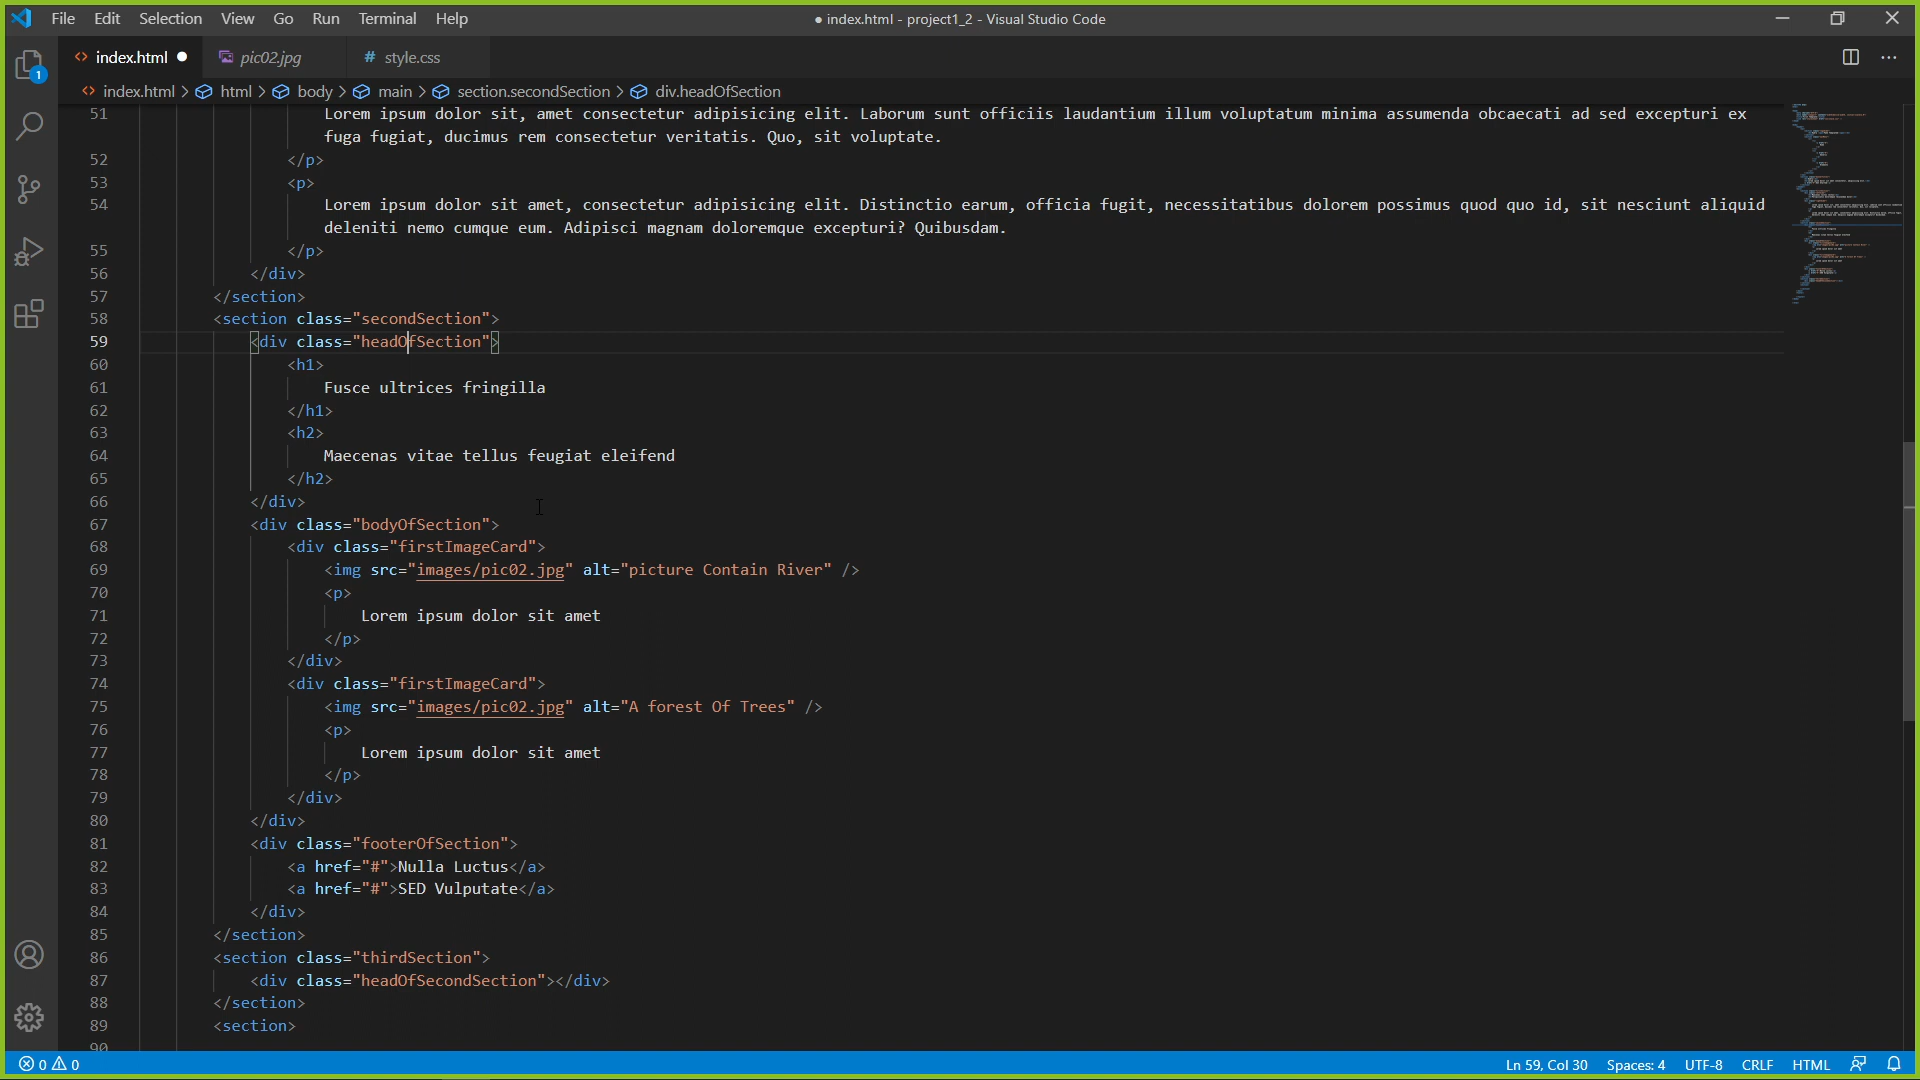 File Edit Selection View Go Run Terminal Help
● index.html - project1_2 - Visual Studio Code
1
index.html ●
pic02.jpg
# style.css
index.html > html > body > main > section.secondSection > div.headOfSection
51 Lorem ipsum dolor sit, amet consectetur adipisicing elit. Laborum sunt officiis laudantium illum voluptatum minima assumenda obcaecati ad sed excepturi ex
fuga fugiat, ducimus rem consectetur veritatis. Quo, sit voluptate.
52 </p>
53 <p>
54 Lorem ipsum dolor sit amet, consectetur adipisicing elit. Distinctio earum, officia fugit, necessitatibus dolorem possimus quod quo id, sit nesciunt aliquid
deleniti nemo cumque eum. Adipisci magnam doloremque excepturi? Quibusdam.
55 </p>
56 </div>
57 </section>
58 <section class="secondSection">
59 <div class="headOfSection">
60 <h1>
61 Fusce ultrices fringilla
62 </h1>
63 <h2>
64 Maecenas vitae tellus feugiat eleifend
65 </h2>
66 </div>
67 <div class="bodyOfSection">
68 <div class="firstImageCard">
69 <img src="images/pic02.jpg" alt="picture Contain River" />
70 <p>
71 Lorem ipsum dolor sit amet
72 </p>
73 </div>
74 <div class="firstImageCard">
75 <img src="images/pic02.jpg" alt="A forest Of Trees" />
76 <p>
77 Lorem ipsum dolor sit amet
78 </p>
79 </div>
80 </div>
81 <div class="footerOfSection">
82 <a href="#">Nulla Luctus</a>
83 <a href="#">SED Vulputate</a>
84 </div>
85 </section>
86 <section class="thirdSection">
87 <div class="headOfSecondSection"></div>
88 </section>
89 <section>
90
0 0
Ln 59, Col 30 Spaces: 4 UTF-8 CRLF HTML